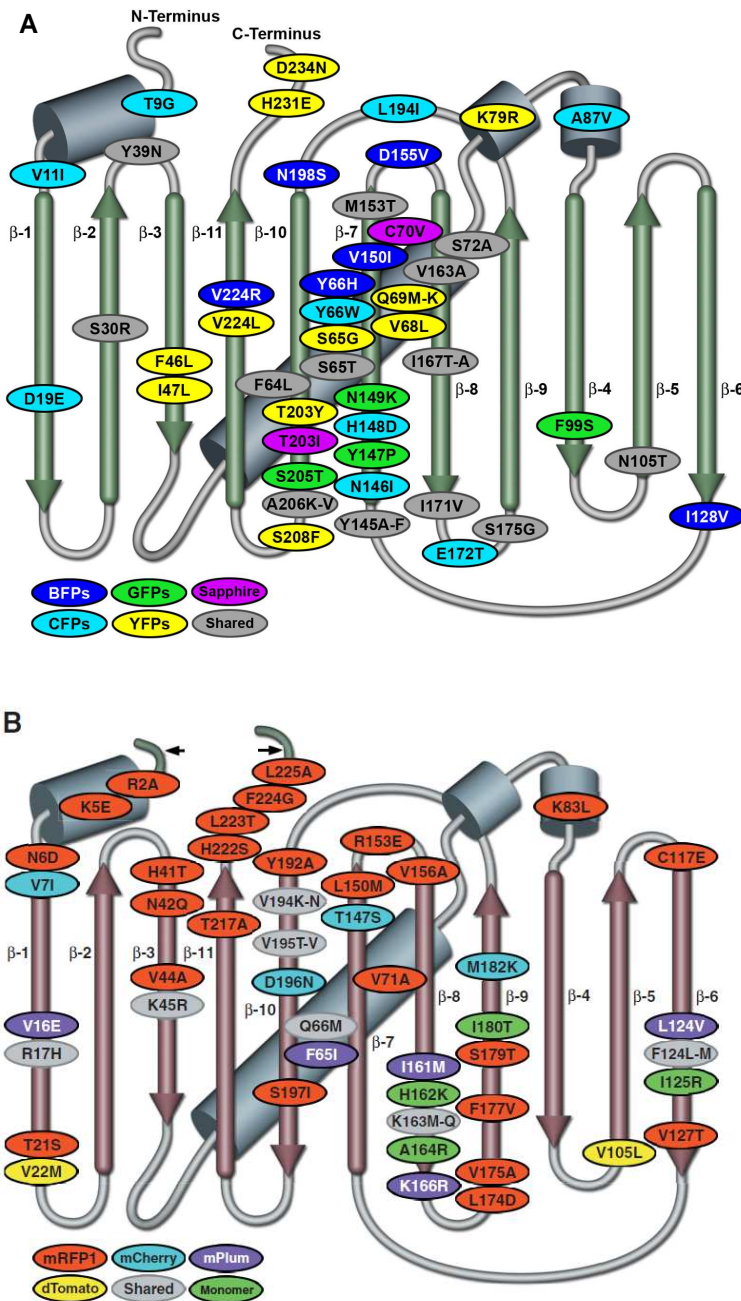 A
N-Terminus
C-Terminus
D234N
T9G
H231E
L194I
K79R
A87V
Y39N
D155V
V11I
N198S
M153T
β-1
β-2
β-3
β-11
β-10
β-7
C70V
S72A
V150I
V163A
Y66H
V224R
Q69M-K
Y66W
V224L
S30R
S65G
V68L
F46L
S65T
I167T-A
F64L
I47L
β-8
β-9
β-4
β-5
β-6
D19E
N149K
T203Y
H148D
F99S
T203I
Y147P
N105T
S205T
N146I
A206K-V
I171V
Y145A-F
S175G
I128V
S208F
E172T
BFPs
GFPs
Sapphire
CFPs
YFPs
Shared
B
L225A
R2A
F224G
K5E
K83L
L223T
H222S
R153E
N6D
Y192A
C117E
V7I
H41T
V156A
L150M
N42Q
V194K-N
T217A
T147S
β-1
β-2
β-3
β-11
V195T-V
M182K
V44A
V71A
D196N
K45R
β-10
β-8
β-9
β-4
β-5
β-6
V16E
Q66M
I180T
L124V
β-7
R17H
F65I
S179T
F124L-M
I161M
I125R
H162K
S197I
F177V
K163M-Q
T21S
V127T
A164R
V105L
V22M
V175A
K166R
L174D
mRFP1
mCherry
mPlum
dTomato
Shared
Monomer